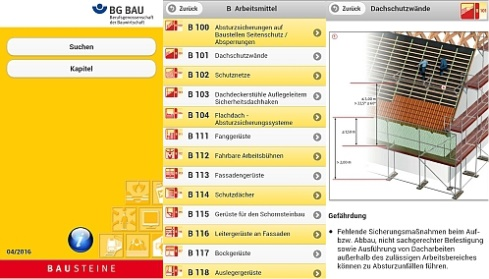 BG BAU
Berufsgenossenschaft
der Bauwirtschaft
Suchen
Kapitel
04/2016
BAUSTEINE
Zurück
B Arbeitsmittel
B 100
Absturzsicherungen auf
Baustellen Seitenschutz /
Absperrungen
B 101
Dachschutzwände
B 102
Schutznetze
B 103
Dachdeckerstühle Auflegeleitern
Sicherheitsdachhaken
B 104
Flachdach -
Absturzsicherungssysteme
B 111
Fanggerüste
B 112
Fahrbare Arbeitsbühnen
B 113
Fassadengerüste
B 114
Schutzdächer
B 115
Gerüste für den Schornsteinbau
B 116
Leitergerüste an Fassaden
B 117
Bockgerüste
B 118
Auslegergerüste
Zurück
Dachschutzwände
Gefährdung
• Fehlende Sicherungsmaßnahmen beim Auf-
bzw. Abbau, nicht sachgerechter Befestigung
sowie Ausführung von Dacharbeiten
außerhalb des zulässigen Arbeitsbereiches
können zu Absturzunfällen führen.